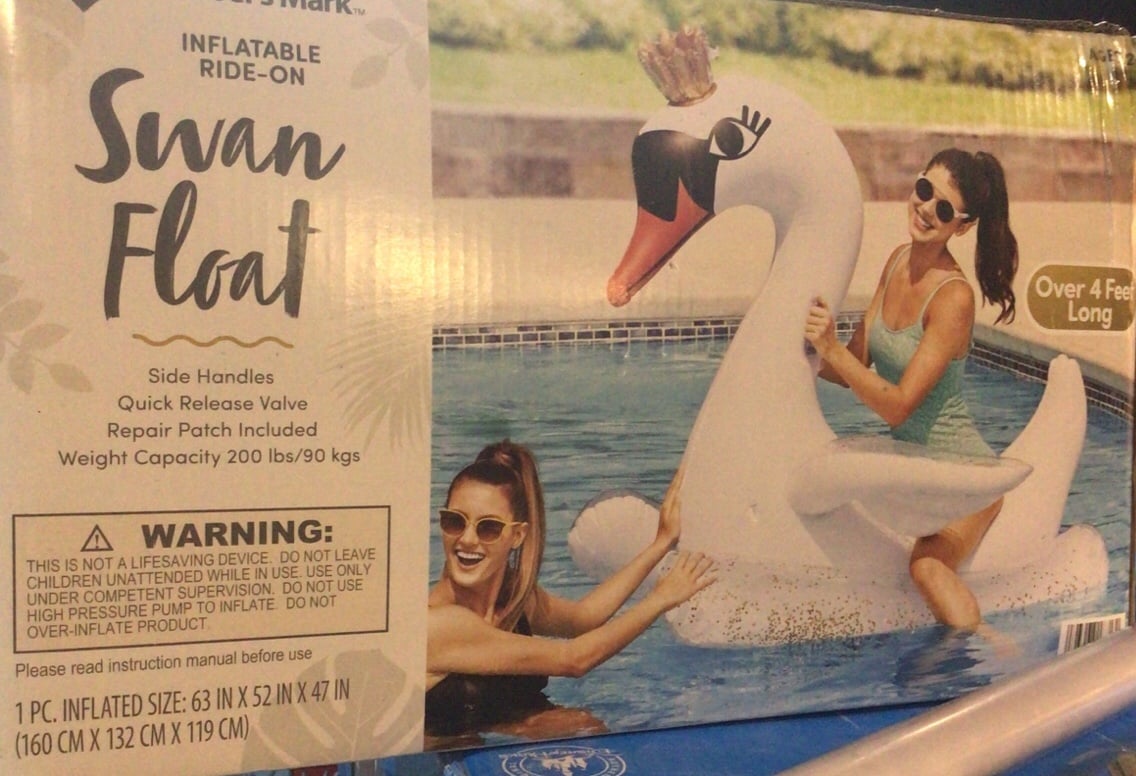 Mark™
INFLATABLE
RIDE-ON
Swan
Float
Side Handles
Quick Release Valve
Repair Patch Included
Weight Capacity 200 lbs/90 kgs
WARNING:
THIS IS NOT A LIFESAVING DEVICE. DO NOT LEAVE
CHILDREN UNATTENDED WHILE IN USE. USE ONLY
UNDER COMPETENT SUPERVISION. DO NOT USE
HIGH PRESSURE PUMP TO INFLATE. DO NOT
OVER-INFLATE PRODUCT.
Please read instruction manual before use
1 PC. INFLATED SIZE: 63 IN X 52 IN X 47 IN
(160 CM X 132 CM X 119 CM)
Over 4 Feet
Long